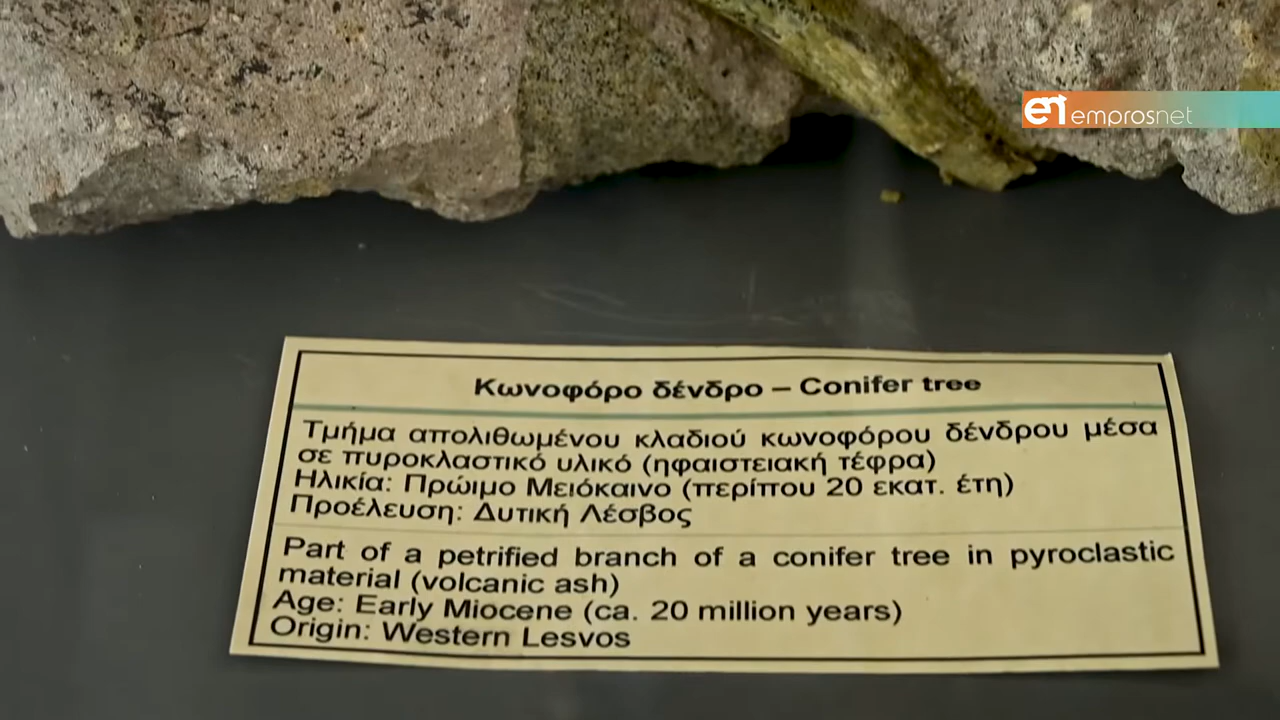 en emprosnet
Κωνοφόρο δένδρο – Conifer tree
Τμήμα απολιθωμένου κλαδιού κωνοφόρου δένδρου μέσα
σε πυροκλαστικό υλικό (ηφαιστειακή τέφρα)
Ηλικία: Πρώιμο Μειόκαινο (περίπου 20 εκατ. έτη)
Προέλευση: Δυτική Λέσβος
Part of a petrified branch of a conifer tree in pyroclastic
material (volcanic ash)
Age: Early Miocene (ca. 20 million years)
Origin: Western Lesvos